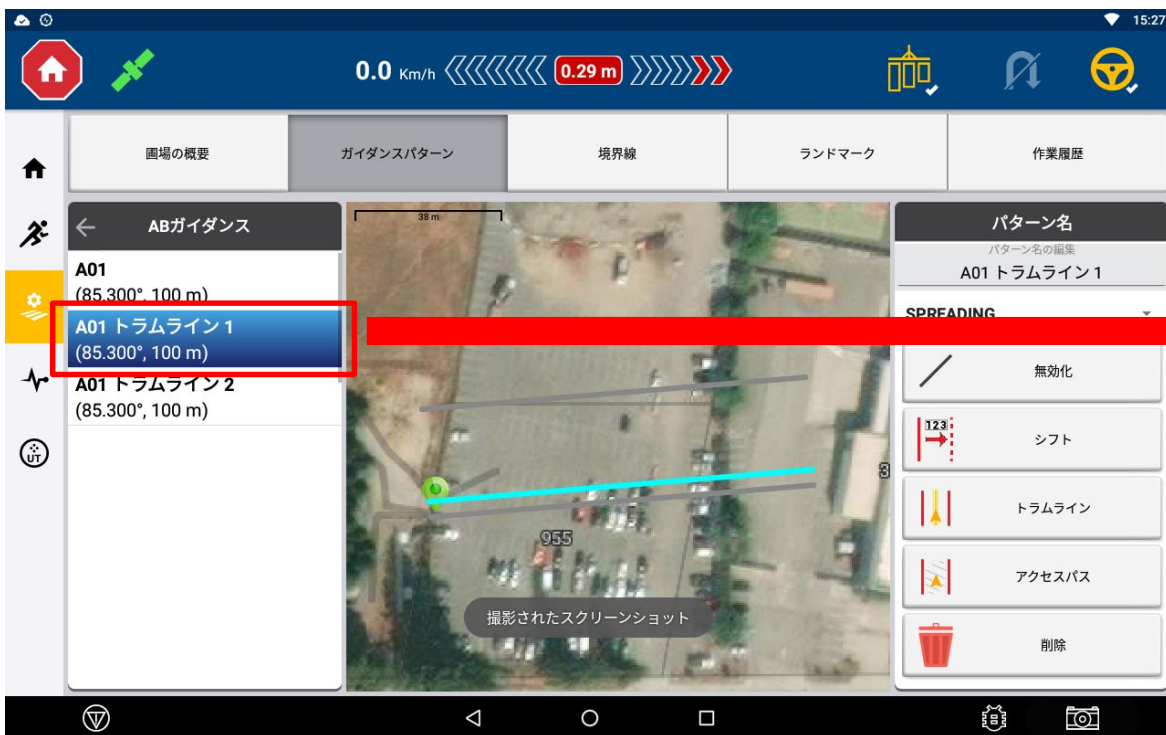 15:27
0.0 Km/h 0.29 m
圃場の概要
ガイダンスパターン
境界線
ランドマーク
作業履歴
ABガイダンス
A01
(85.300°, 100 m)
A01 トラムライン 1
(85.300°, 100 m)
A01 トラムライン 2
(85.300°, 100 m)
38 m
955
3
撮影されたスクリーンショット
パターン名
パターン名の編集
A01 トラムライン 1
SPREADING
無効化
123
シフト
トラムライン
アクセスパス
削除
UT